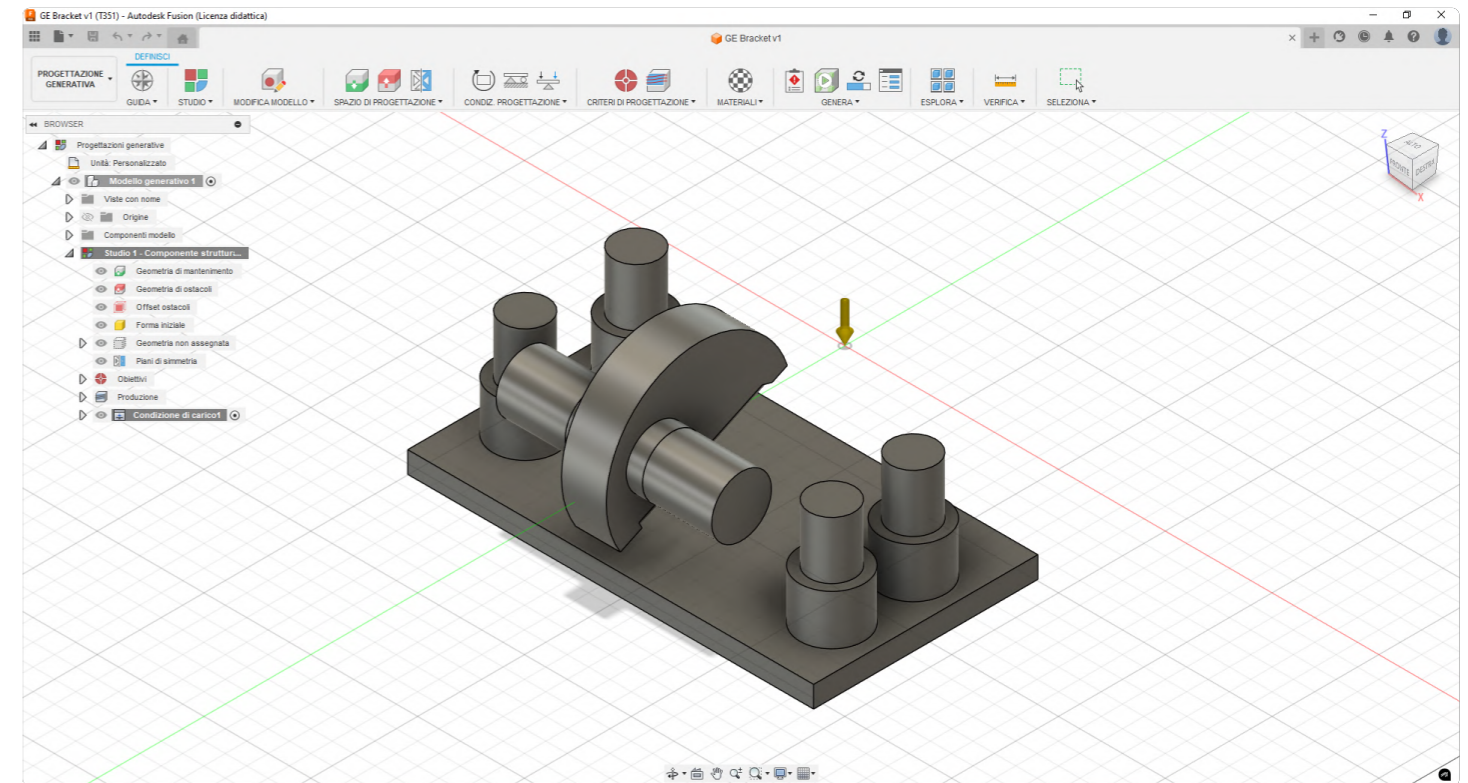 GE Bracket v1 (T351) - Autodesk Fusion (Licenza didattica)
GE Bracket v1
DEFINISCI
PROGETTAZIONE GENERATIVA
GUIDA
STUDIO
MODIFICA MODELLO
SPAZIO DI PROGETTAZIONE
CONDIZ. PROGETTAZIONE
CRITERI DI PROGETTAZIONE
MATERIALI
GENERA
ESPLORA
VERIFICA
SELEZIONA
BROWSER
Progettazioni generative
Unità: Personalizzato
Modello generativo 1
Viste con nome
Origine
Componenti modello
Studio 1 - Componente struttur...
Geometria di mantenimento
Geometria di ostacoli
Offset ostacoli
Forma iniziale
Geometria non assegnata
Piani di simmetria
Obiettivi
Produzione
Condizione di carico1
Z
ALTO
FRONTE
DESTRA
X